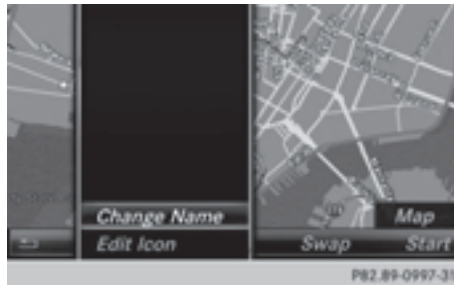 Change Name
Map
Edit Icon
Swap
Start
P82.89-0997-31